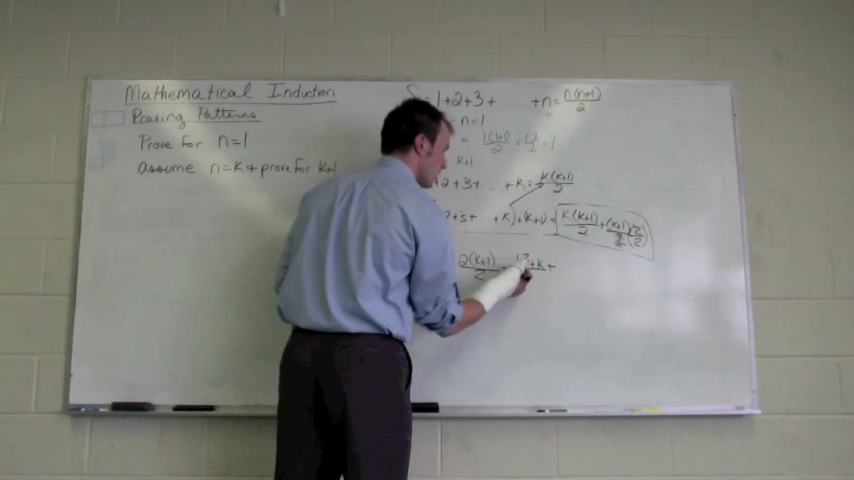 Mathematical Induction
Proving Patterns
Prove for n=1
Assume n=K + prove for K+1
S =1+2+3+ +n= n(n+1)/2
n=1
= 1(1+1)/2 = 1.2/2 = 1
K+1
+2+3+ .. +K = K(K+1)/2
+ K)+(K+1) = K(K+1)/2 + (K+1)/1 (2/2)
2(K+1)/2 +K+